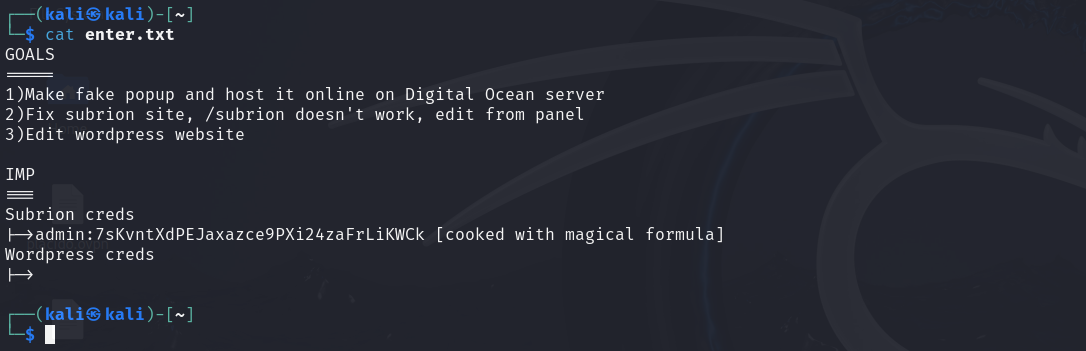 ┌──(kali㉿kali)-[~]
└─$ cat enter.txt
GOALS
=====
1)Make fake popup and host it online on Digital Ocean server
2)Fix subrion site, /subrion doesn't work, edit from panel
3)Edit wordpress website
IMP
===
Subrion creds
|->admin:7sKvntXdPEJaxazce9PXi24zaFrLiKWCk [cooked with magical formula]
Wordpress creds
|->
┌──(kali㉿kali)-[~]
└─$